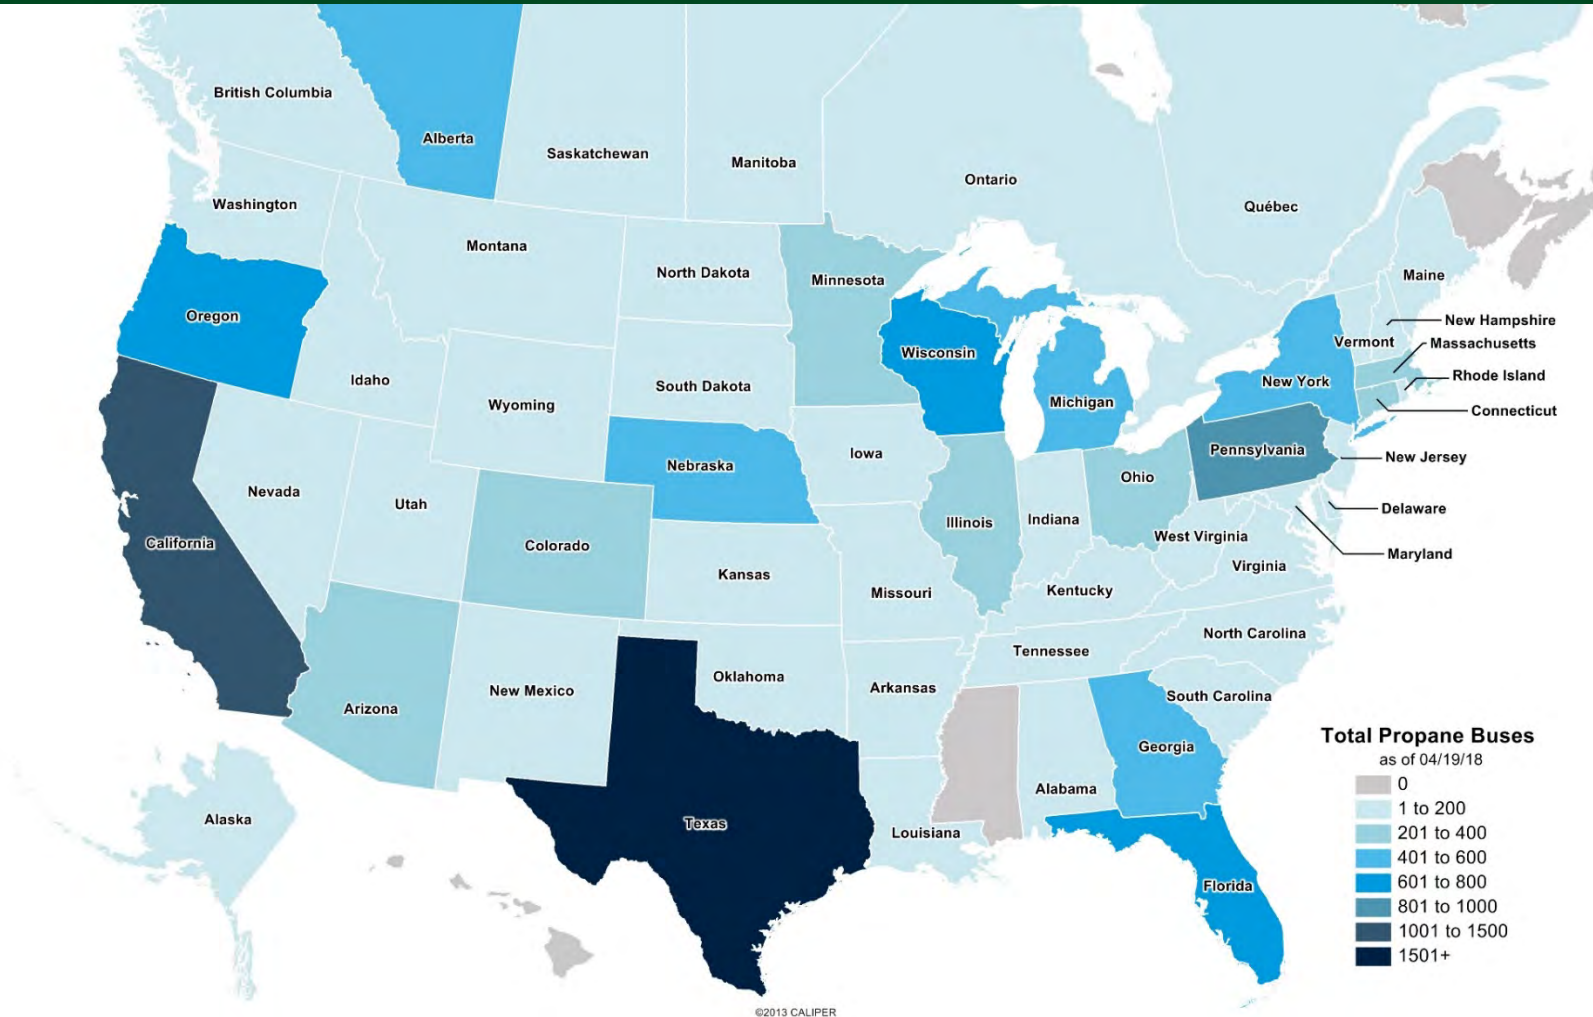 British Columbia
Alberta
Saskatchewan
Manitoba
Ontario
Québec
Washington
Montana
North Dakota
Minnesota
Maine
Oregon
Idaho
Wyoming
South Dakota
Wisconsin
Michigan
New York
Vermont
New Hampshire
Massachusetts
Rhode Island
Connecticut
Nevada
Utah
Nebraska
Iowa
Illinois
Indiana
Ohio
Pennsylvania
New Jersey
Delaware
Maryland
California
Colorado
Kansas
Missouri
Kentucky
West Virginia
Virginia
Arizona
New Mexico
Oklahoma
Arkansas
Tennessee
North Carolina
South Carolina
Alaska
Texas
Louisiana
Alabama
Georgia
Florida
Total Propane Buses
as of 04/19/18
0
1 to 200
201 to 400
401 to 600
601 to 800
801 to 1000
1001 to 1500
1501+
©2013 CALIPER